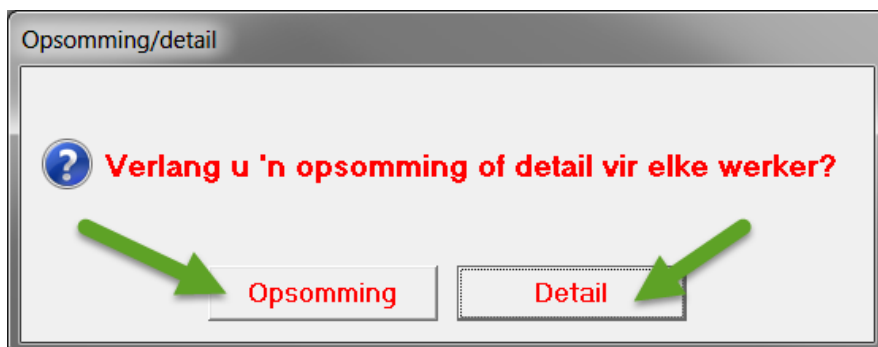 Opsomming/detail
Verlang u 'n opsomming of detail vir elke werker?
Opsomming Detail